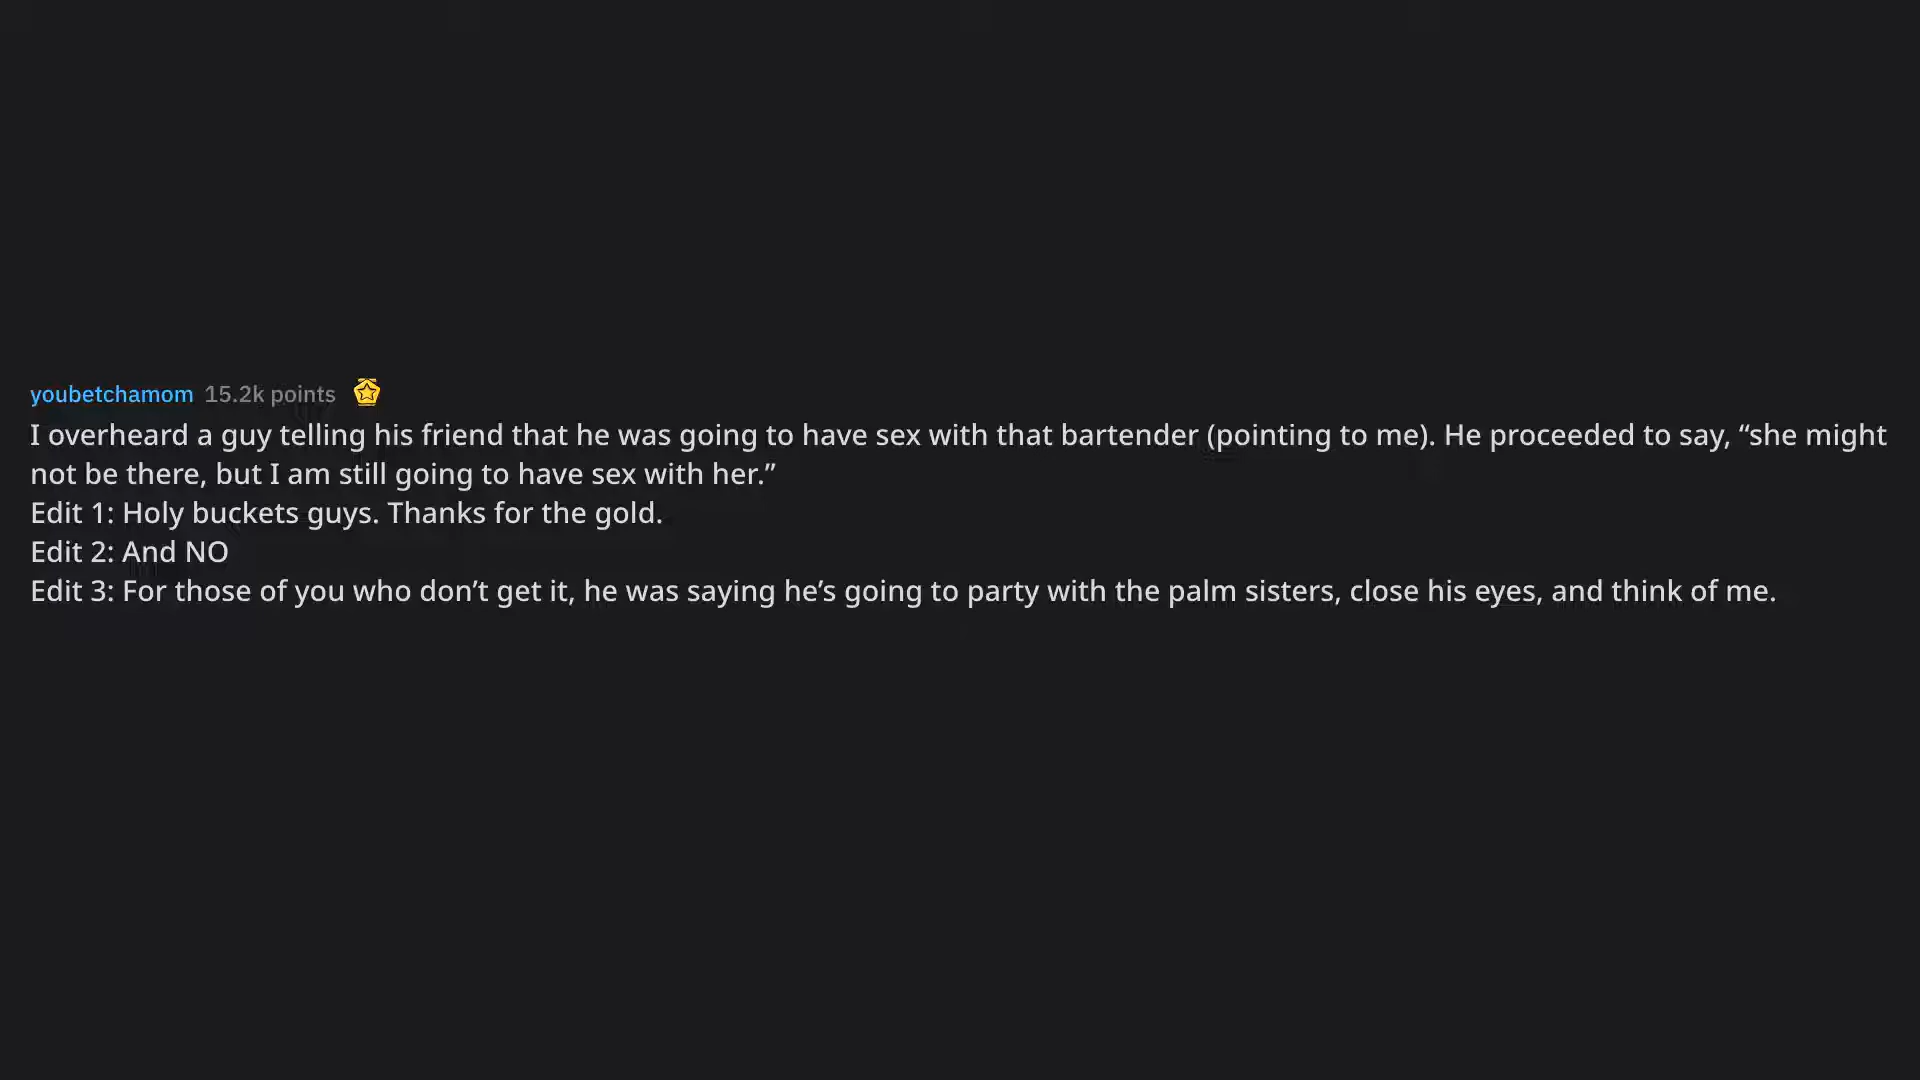 youbetchamom 15.2k points
I overheard a guy telling his friend that he was going to have sex with that bartender (pointing to me). He proceeded to say, “she might
not be there, but I am still going to have sex with her.”
Edit 1: Holy buckets guys. Thanks for the gold.
Edit 2: And NO
Edit 3: For those of you who don’t get it, he was saying he’s going to party with the palm sisters, close his eyes, and think of me.